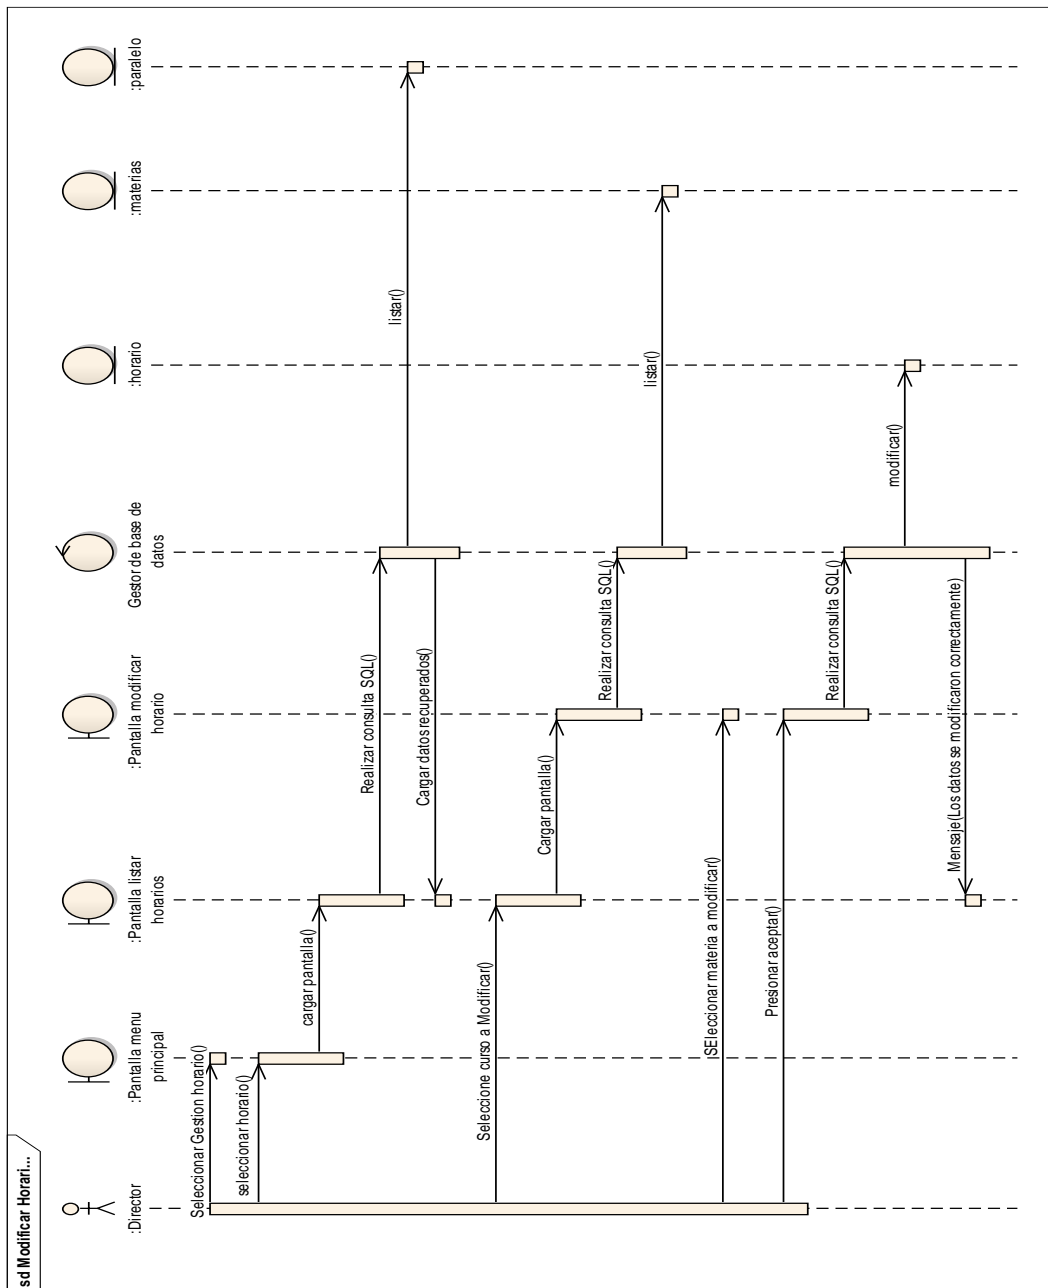 sd Modificar Horari...
:Director
:Pantalla menu
principal
:Pantalla listar
horarios
:Pantalla modificar
horario
Gestor de base de
datos
:horario
:materias
:paralelo
Seleccionar Gestion horario()
seleccionar horario()
cargar pantalla()
Realizar consulta SQL()
listar()
Cargar datos recuperados()
Seleccione curso a Modificar()
Cargar pantalla()
Realizar consulta SQL()
listar()
SEleccionar materia a modificar()
Presionar aceptar()
Realizar consulta SQL()
modificar()
Mensaje(Los datos se modificaron correctamente)